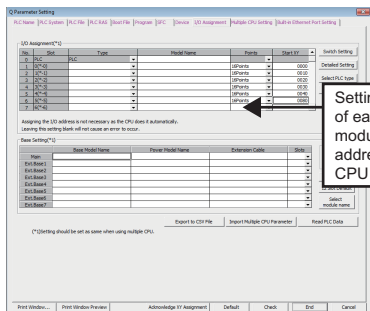 Q Parameter Setting
PLC Name PLC System PLC File PLC RAS Boot File Program SFC Device I/O Assignment Multiple CPU Setting Built-in Ethernet Port Setting
I/O Assignment(*1)
No. Slot Type Model Name Points Start XY
0 PLC PLC
1 0(*-0) 16Points 0000
2 1(*-1) 16Points 0010
3 2(*-2) 16Points 0020
4 3(*-3) 16Points 0030
5 4(*-4) 16Points 0040
6 5(*-5) 16Points 0080
7 6(*-6)
Switch Setting
Detailed Setting
Select PLC type
Settin
of ea
modu
addre
CPU
Assigning the I/O address is not necessary as the CPU does it automatically.
Leaving this setting blank will not cause an error to occur.
Base Setting(*1)
Base Model Name Power Model Name Extension Cable Slots
Main
Ext.Base1
Ext.Base2
Ext.Base3
Ext.Base4
Ext.Base5
Ext.Base6
Ext.Base7
12 Slot Default
Select
module name
Export to CSV File Import Multiple CPU Parameter Read PLC Data
(*1)Setting should be set as same when using multiple CPU.
Print Window... Print Window Preview Acknowledge XY Assignment Default Check End Cancel